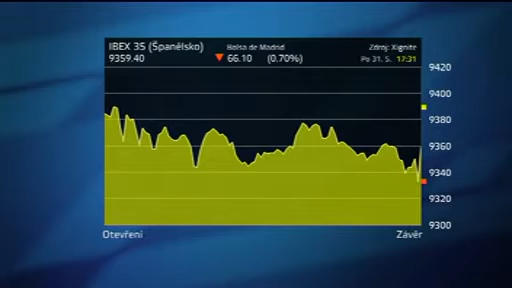 IBEX 35 (Španělsko) Bolsa de Madrid Zdroj: Xignite
9359.40 ▼ 66.10 (0.70%) Po 31. 5. 17:31
9420
9400
9380
9360
9340
9320
9300
Otevření Závěr